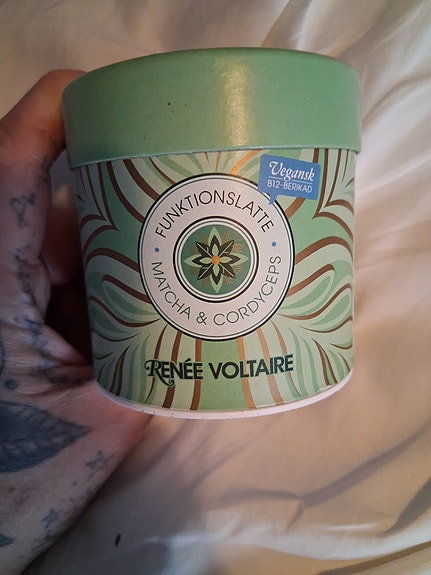 Vegansk
B12-BERIKAD
• FUNKTIONSLATTE •
MATCHA & CORDYCEPS
RENÉE VOLTAIRE